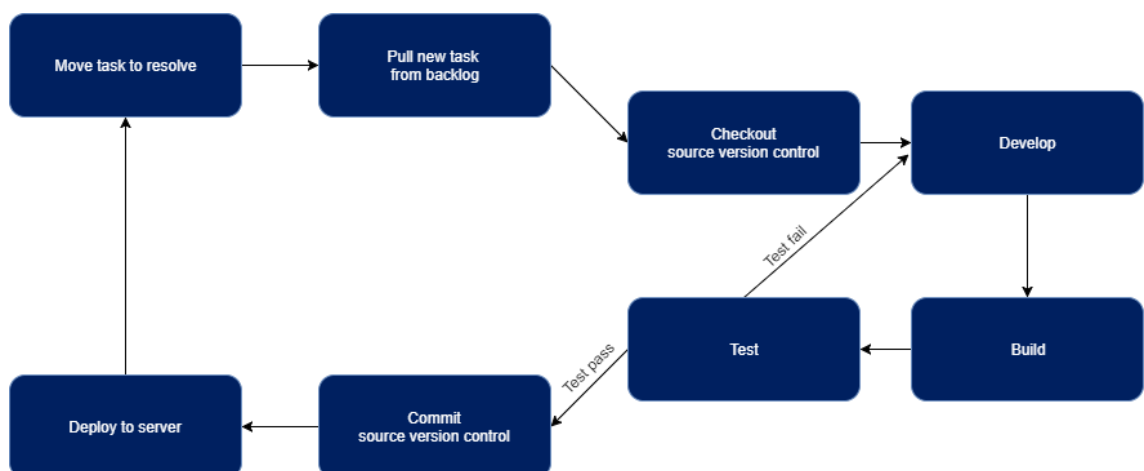 Move task to resolve
Pull new task
from backlog
Checkout
source version control
Develop
Test fail
Test
Build
Test pass
Deploy to server
Commit
source version control